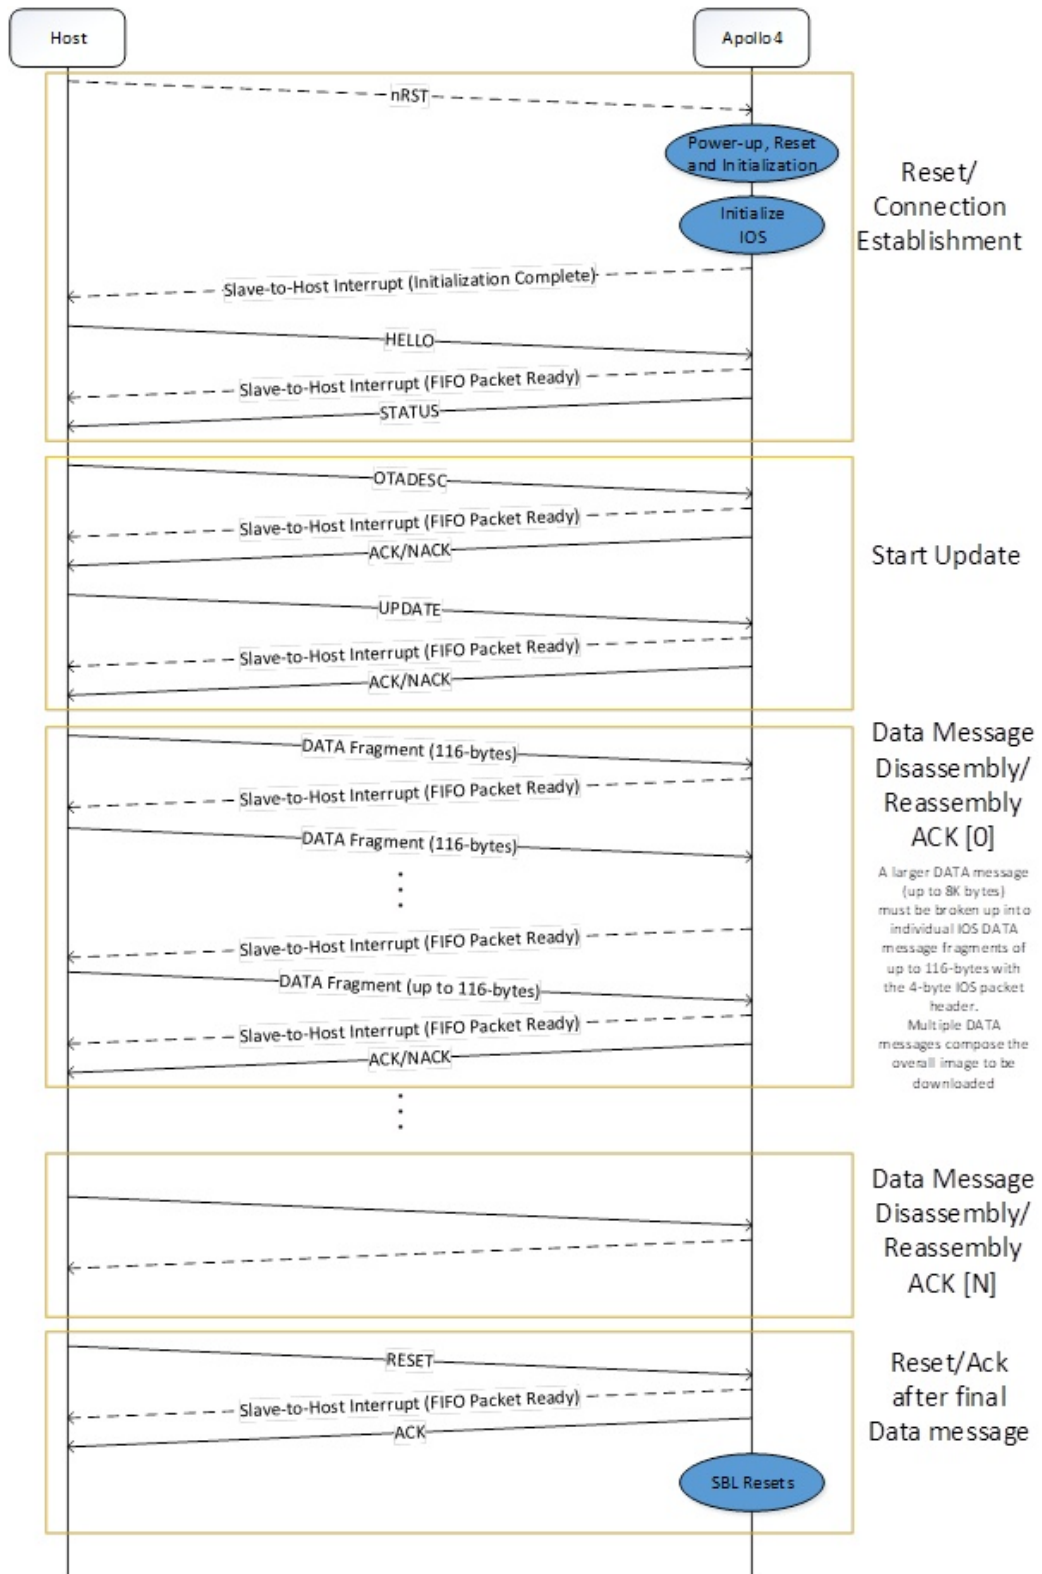 Host
Apollo4
nRST
Power-up, Reset
and Initialization
Reset/
Connection
Establishment
Initialize
IOS
Slave-to-Host Interrupt (Initialization Complete)
HELLO
Slave-to-Host Interrupt (FIFO Packet Ready)
STATUS
OTADESC
Slave-to-Host Interrupt (FIFO Packet Ready)
ACK/NACK
Start Update
UPDATE
Slave-to-Host Interrupt (FIFO Packet Ready)
ACK/NACK
DATA Fragment (116-bytes)
Slave-to-Host Interrupt (FIFO Packet Ready)
DATA Fragment (116-bytes)
Slave-to-Host Interrupt (FIFO Packet Ready)
DATA Fragment (up to 116-bytes)
Slave-to-Host Interrupt (FIFO Packet Ready)
ACK/NACK
Data Message
Disassembly/
Reassembly
ACK [0]
A larger DATA message
(up to 8K bytes)
must be broken up into
individual IOS DATA
message fragments of
up to 116-bytes with
the 4-byte IOS packet
header.
Multiple DATA
messages compose the
overall image to be
downloaded
Data Message
Disassembly/
Reassembly
ACK [N]
RESET
Slave-to-Host Interrupt (FIFO Packet Ready)
ACK
Reset/Ack
after final
Data message
SBL Resets